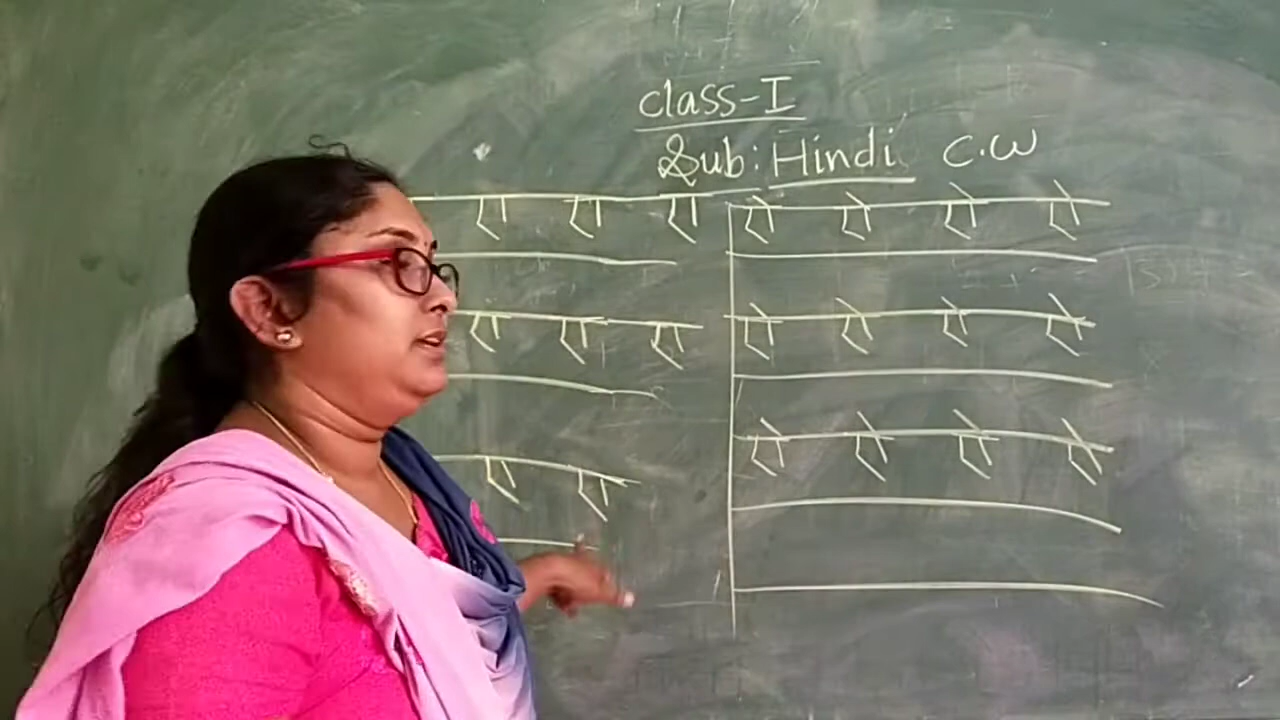 Class-I
Sub: Hindi C.W
ए ए ए ऐ ऐ ऐ ऐ
ए ए ए ऐ ऐ ऐ ऐ
ए ए ऐ ऐ ऐ ऐ